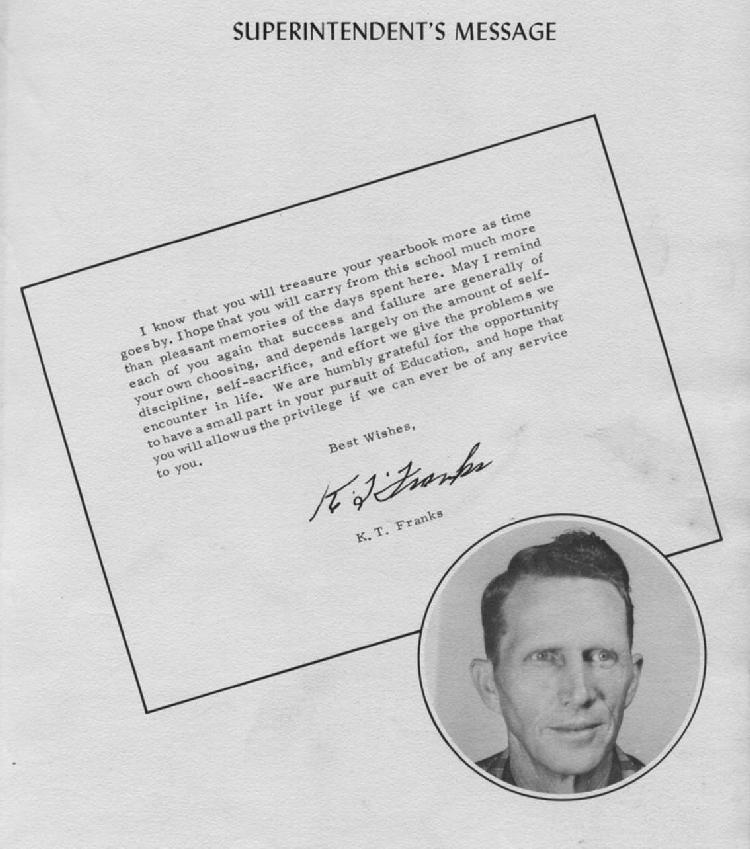 SUPERINTENDENT'S MESSAGE
I know that you will treasure your yearbook more as time
goes by. I hope that you will carry from this school much more
than pleasant memories of the days spent here. May I remind
each of you again that success and failure are generally of
your own choosing, and depends largely on the amount of self-
discipline, self-sacrifice, and effort we give the problems we
encounter in life. We are humbly grateful for the opportunity
to have a small part in your pursuit of Education, and hope that
you will allow us the privilege if we can ever be of any service
to you.
Best Wishes,
K. T. Franks
K. T. Franks